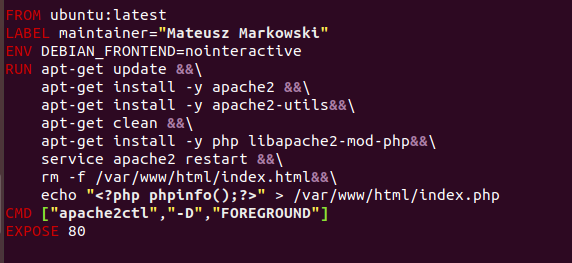 FROM ubuntu:latest
LABEL maintainer="Mateusz Markowski"
ENV DEBIAN_FRONTEND=nointeractive
RUN apt-get update &&\
    apt-get install -y apache2 &&\
    apt-get install -y apache2-utils&&\
    apt-get clean &&\
    apt-get install -y php libapache2-mod-php&&\
    service apache2 restart &&\
    rm -f /var/www/html/index.html&&\
    echo "<?php phpinfo();?>" > /var/www/html/index.php
CMD ["apache2ctl","-D","FOREGROUND"]
EXPOSE 80